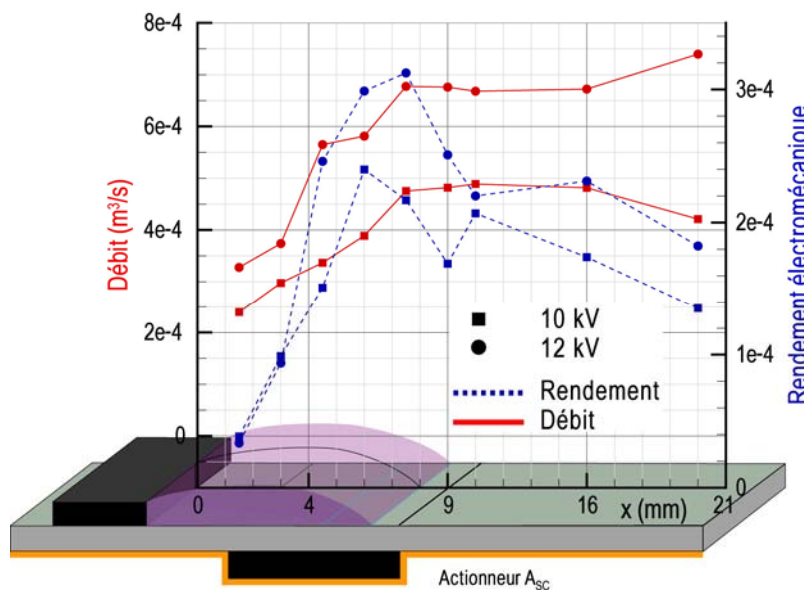 8e-4
6e-4
4e-4
2e-4
0
Débit (m³/s)
3e-4
2e-4
1e-4
0
Rendement électromécanique
10 kV
12 kV
Rendement
Débit
0 4 9 16 21
x (mm)
Actionneur A_SC